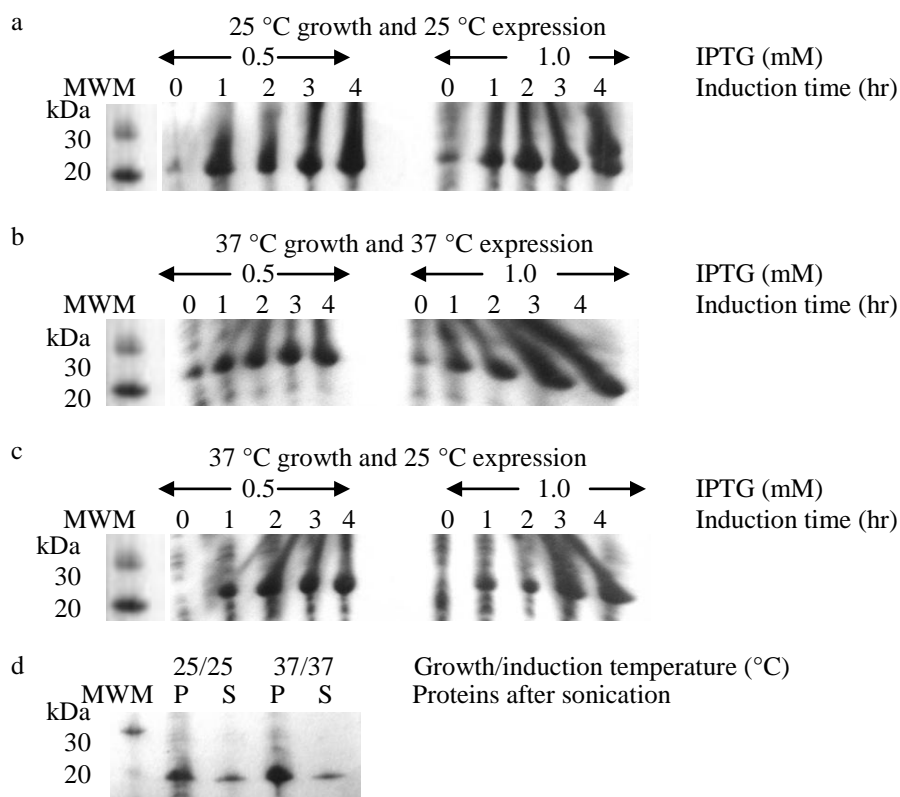 a
25 °C growth and 25 °C expression
0.5 1.0 IPTG (mM)
MWM 0 1 2 3 4 0 1 2 3 4 Induction time (hr)
kDa
30
20
b
37 °C growth and 37 °C expression
0.5 1.0 IPTG (mM)
MWM 0 1 2 3 4 0 1 2 3 4 Induction time (hr)
kDa
30
20
c
37 °C growth and 25 °C expression
0.5 1.0 IPTG (mM)
MWM 0 1 2 3 4 0 1 2 3 4 Induction time (hr)
kDa
30
20
d
25/25 37/37 Growth/induction temperature (°C)
MWM P S P S Proteins after sonication
kDa
30
20